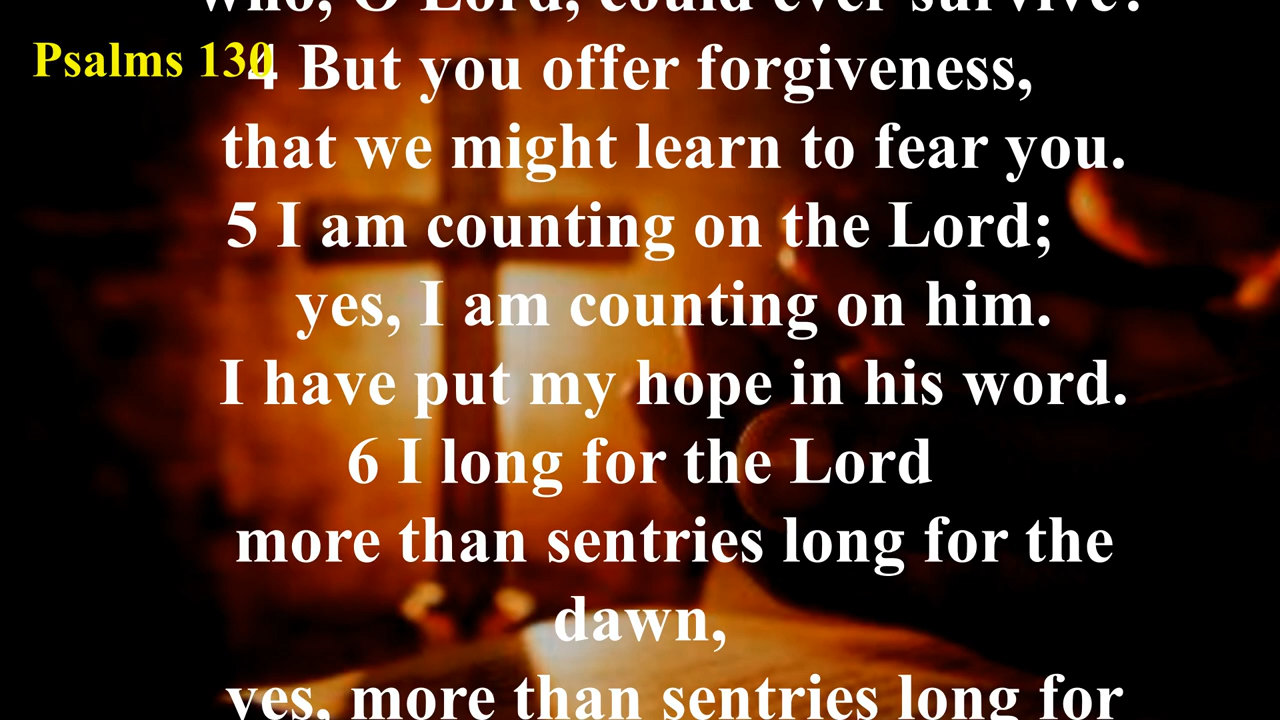 who, O Lord, could ever survive?
Psalms 130
4 But you offer forgiveness,
that we might learn to fear you.
5 I am counting on the Lord;
yes, I am counting on him.
I have put my hope in his word.
6 I long for the Lord
more than sentries long for the
dawn,
yes, more than sentries long for